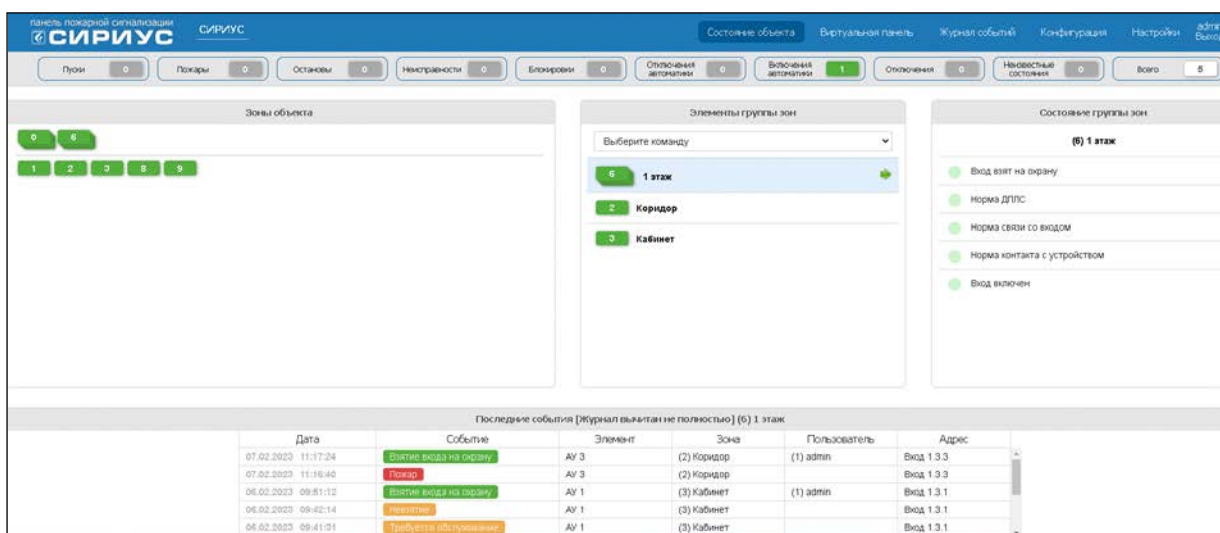 панель пожарной сигнализации
СИРИУС
СИРИУС
Состояние объекта Виртуальная панель Журнал событий Конфигурация Настройки
admin
Выход
Пуски 0 Пожары 0 Остановы 0 Неисправности 0 Блокировки 0 Отключения автоматики 0 Включения автоматики 1 Отключения 0 Неизвестные состояния 0 Всего 5
Зоны объекта
0 6
1 2 3 8 9
Элементы группы зон
Выберите команду
6 1 этаж
2 Коридор
3 Кабинет
Состояние группы зон
(6) 1 этаж
Вход взят на охрану
Норма ДПЛС
Норма связи со входом
Норма контакта с устройством
Вход включен
Последние события [Журнал вычитан не полностью] (6) 1 этаж
Дата Событие Элемент Зона Пользователь Адрес
07.02.2023 11:17:24 Взятие входа на охрану АУ 3 (2) Коридор (1) admin Вход 1.3.3
07.02.2023 11:16:40 Пожар АУ 3 (2) Коридор Вход 1.3.3
06.02.2023 09:51:12 Взятие входа на охрану АУ 1 (3) Кабинет (1) admin Вход 1.3.1
06.02.2023 09:42:14 Невзятие АУ 1 (3) Кабинет Вход 1.3.1
06.02.2023 09:41:31 Требуется обслуживание АУ 1 (3) Кабинет Вход 1.3.1